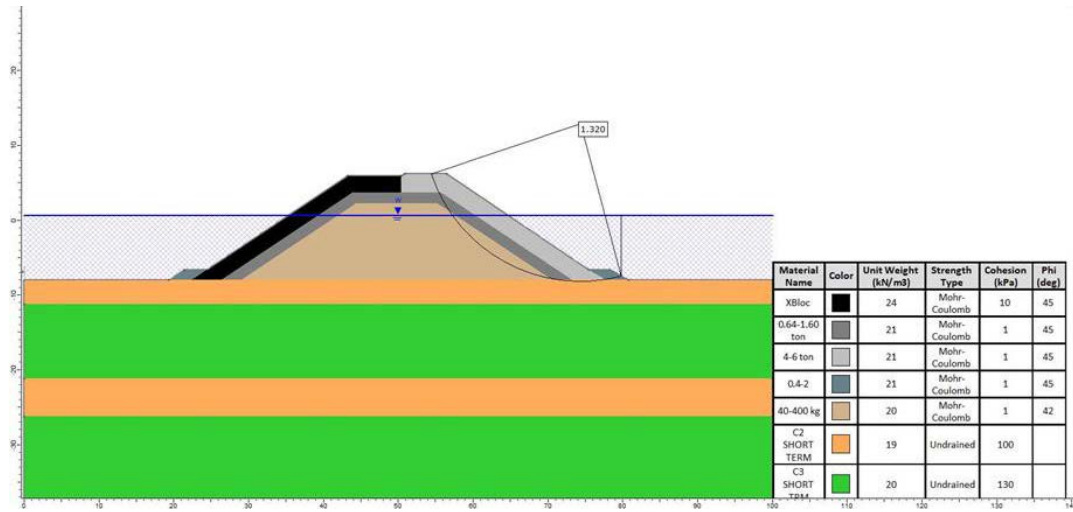 20
10
0
-10
-20
-30
1.320
W
Material Name Color Unit Weight (kN/m3) Strength Type Cohesion (kPa) Phi (deg)
XBloc 24 Mohr-Coulomb 10 45
0.64-1.60 ton 21 Mohr-Coulomb 1 45
4-6 ton 21 Mohr-Coulomb 1 45
0.4-2 21 Mohr-Coulomb 1 45
40-400 kg 20 Mohr-Coulomb 1 42
C2 SHORT TERM 19 Undrained 100
C3 SHORT TPM 20 Undrained 130
0 10 20 30 40 50 60 70 80 90 100 110 120 130